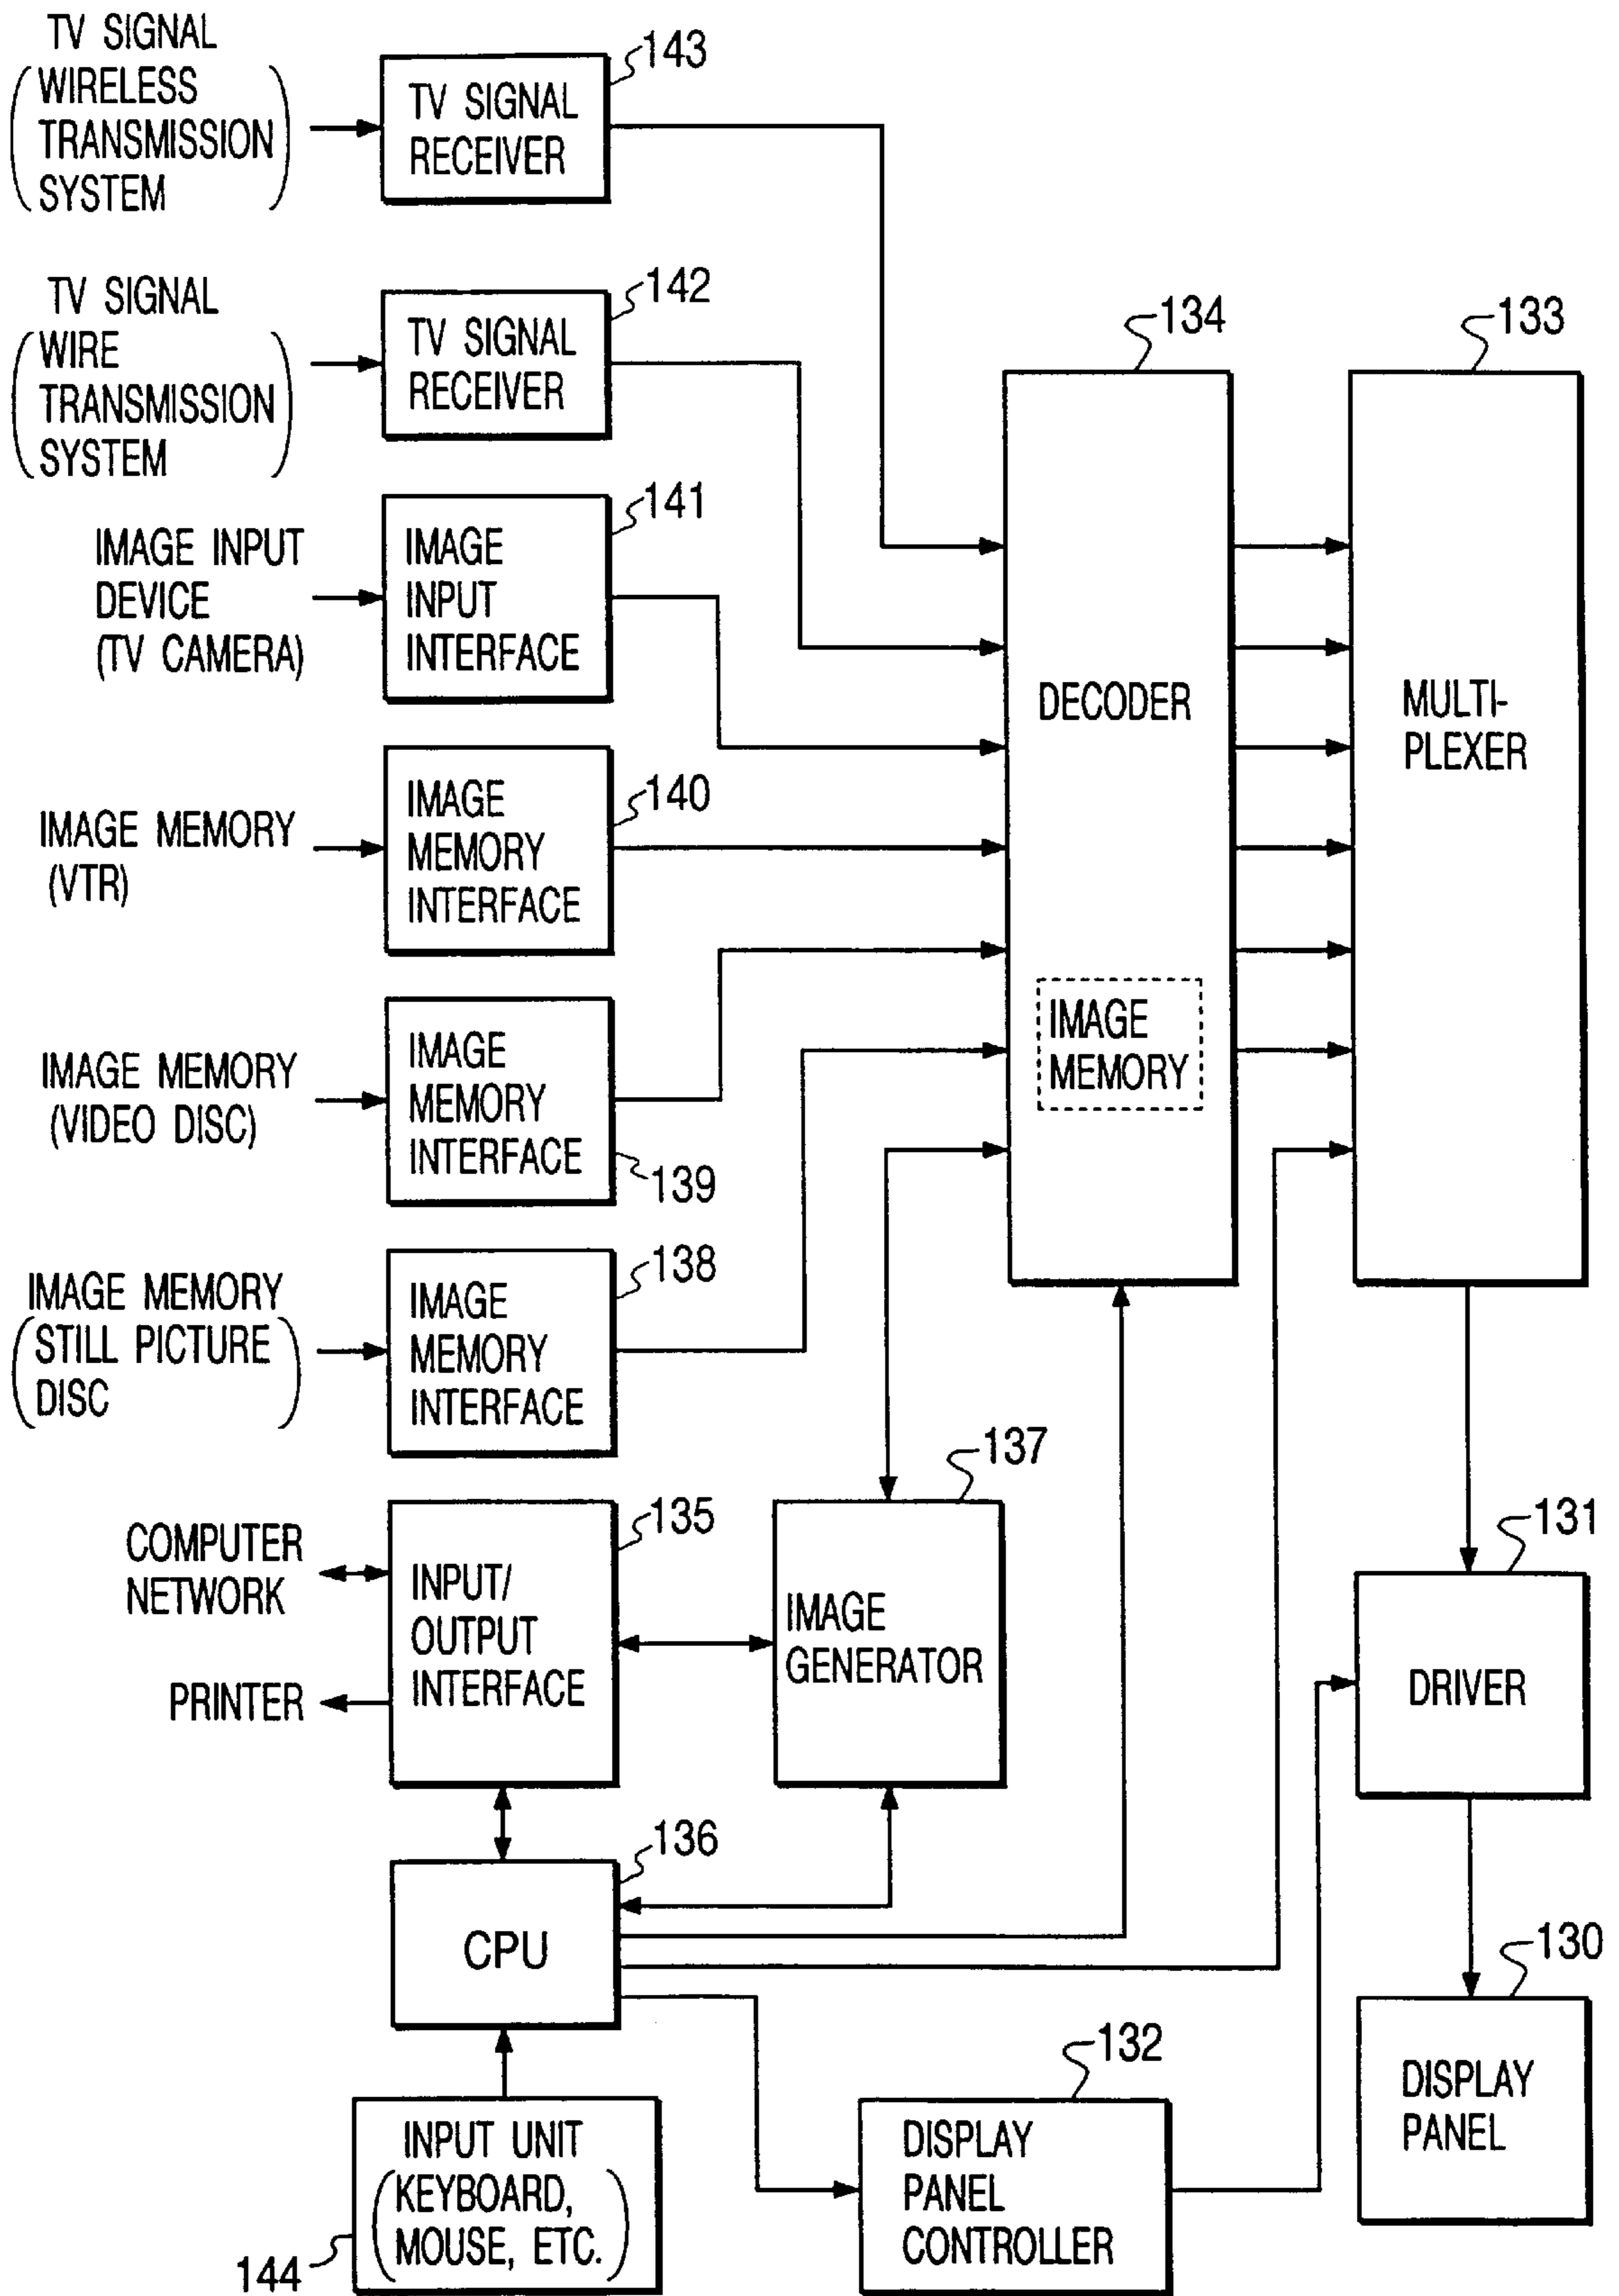 TV SIGNAL
WIRELESS
TRANSMISSION
SYSTEM
TV SIGNAL
RECEIVER
143
TV SIGNAL
WIRE
TRANSMISSION
SYSTEM
TV SIGNAL
RECEIVER
142
IMAGE INPUT
DEVICE
(TV CAMERA)
IMAGE
INPUT
INTERFACE
141
IMAGE MEMORY
(VTR)
IMAGE
MEMORY
INTERFACE
140
IMAGE MEMORY
(VIDEO DISC)
IMAGE
MEMORY
INTERFACE
139
IMAGE MEMORY
STILL PICTURE
DISC
IMAGE
MEMORY
INTERFACE
138
134
DECODER
IMAGE
MEMORY
133
MULTI-
PLEXER
COMPUTER
NETWORK
PRINTER
135
INPUT/
OUTPUT
INTERFACE
137
IMAGE
GENERATOR
131
DRIVER
136
CPU
130
DISPLAY
PANEL
132
DISPLAY
PANEL
CONTROLLER
INPUT UNIT
(KEYBOARD,
MOUSE, ETC.)
144